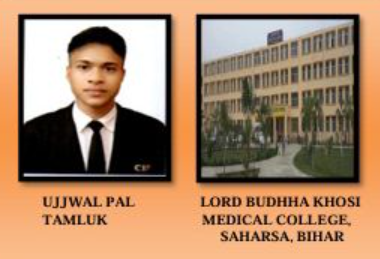 UJJWAL PAL
TAMLUK
LORD BUDHHA KHOSI
MEDICAL COLLEGE,
SAHARSA, BIHAR